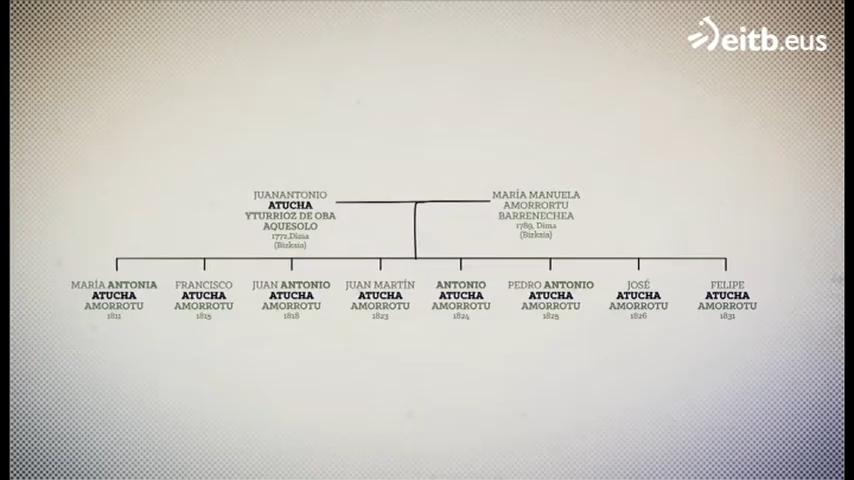 eitb.eus
JUANANTONIO
ATUCHA
YTURRIOZ DE OBA
AQUESOLO
1772,Dima
(Bizkaia)
MARÍA MANUELA
AMORRORTU
BARRENECHEA
1789, Dima
(Bizkaia)
MARÍA ANTONIA
ATUCHA
AMORROTU
1811
FRANCISCO
ATUCHA
AMORROTU
1815
JUAN ANTONIO
ATUCHA
AMORROTU
1818
JUAN MARTÍN
ATUCHA
AMORROTU
1823
ANTONIO
ATUCHA
AMORROTU
1824
PEDRO ANTONIO
ATUCHA
AMORROTU
1825
JOSÉ
ATUCHA
AMORROTU
1826
FELIPE
ATUCHA
AMORROTU
1831